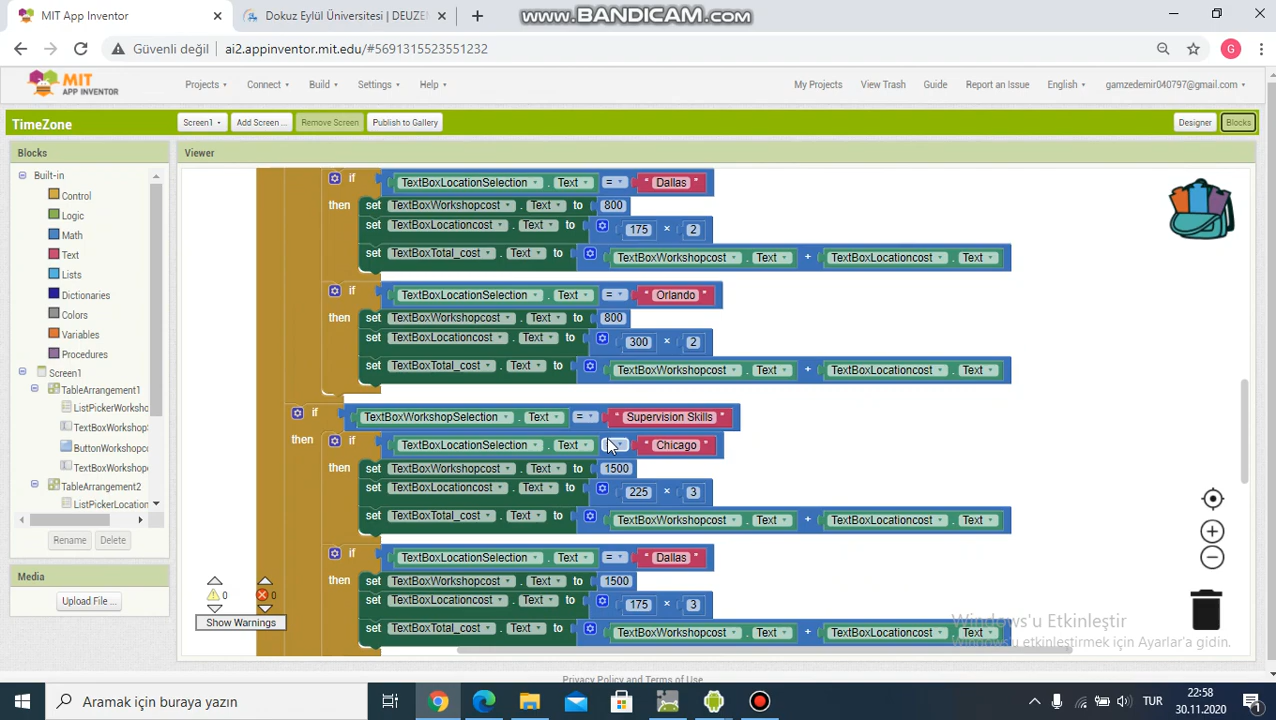 MIT App Inventor
Dokuz Eylül Üniversitesi | DEUZEM
www.BANDICAM.com
Güvenli değil
ai2.appinventor.mit.edu/#5691315523551232
G
MIT
APP INVENTOR
Projects
Connect
Build
Settings
Help
My Projects
View Trash
Guide
Report an Issue
English
gamzedemir040797@gmail.com
TimeZone
Screen1
Add Screen ...
Remove Screen
Publish to Gallery
Designer
Blocks
Blocks
Built-in
Control
Logic
Math
Text
Lists
Dictionaries
Colors
Variables
Procedures
Screen1
TableArrangement1
ListPickerWorksho
TextBoxWorkshopS
ButtonWorkshop
TextBoxWorkshopc
TableArrangement2
ListPickerLocation
Rename
Delete
Media
Upload File ...
Viewer
if TextBoxLocationSelection . Text = " Dallas "
then set TextBoxWorkshopcost . Text to 800
set TextBoxLocationcost . Text to 175 × 2
set TextBoxTotal_cost . Text to TextBoxWorkshopcost . Text + TextBoxLocationcost . Text
if TextBoxLocationSelection . Text = " Orlando "
then set TextBoxWorkshopcost . Text to 800
set TextBoxLocationcost . Text to 300 × 2
set TextBoxTotal_cost . Text to TextBoxWorkshopcost . Text + TextBoxLocationcost . Text
if TextBoxWorkshopSelection . Text = " Supervision Skills "
then if TextBoxLocationSelection . Text " Chicago "
then set TextBoxWorkshopcost . Text to 1500
set TextBoxLocationcost . Text to 225 × 3
set TextBoxTotal_cost . Text to TextBoxWorkshopcost . Text + TextBoxLocationcost . Text
if TextBoxLocationSelection . Text = " Dallas "
then set TextBoxWorkshopcost . Text to 1500
set TextBoxLocationcost . Text to 175 × 3
set TextBoxTotal_cost . Text to TextBoxWorkshopcost . Text + TextBoxLocationcost . Text
0
0
Show Warnings
Windows'u Etkinleştir
Windows'u etkinleştirmek için Ayarlar'a gidin.
Privacy Policy and Terms of Use
Aramak için buraya yazın
TUR
22:58
30.11.2020
1